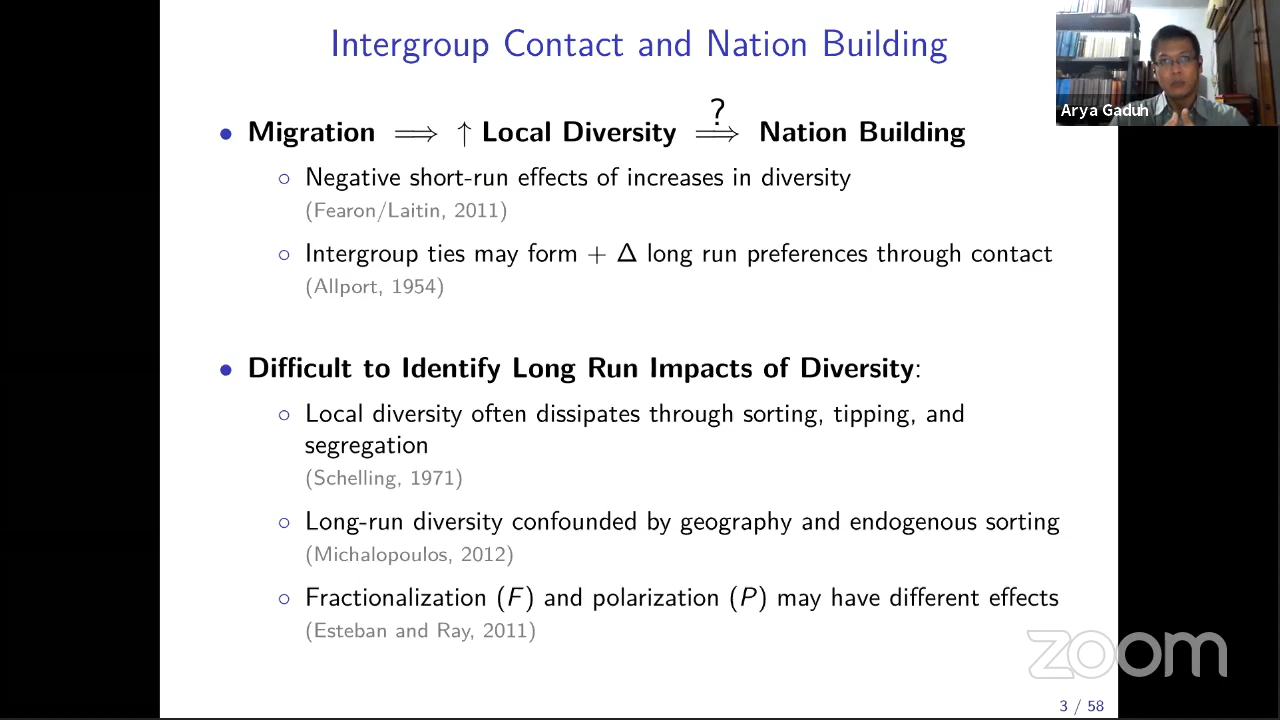 Intergroup Contact and Nation Building
Arya Gaduh
• Migration ⟹ ↑ Local Diversity ?⟹ Nation Building
◦ Negative short-run effects of increases in diversity
(Fearon/Laitin, 2011)
◦ Intergroup ties may form + Δ long run preferences through contact
(Allport, 1954)
• Difficult to Identify Long Run Impacts of Diversity:
◦ Local diversity often dissipates through sorting, tipping, and
segregation
(Schelling, 1971)
◦ Long-run diversity confounded by geography and endogenous sorting
(Michalopoulos, 2012)
◦ Fractionalization (F) and polarization (P) may have different effects
(Esteban and Ray, 2011)
zoom
3 / 58